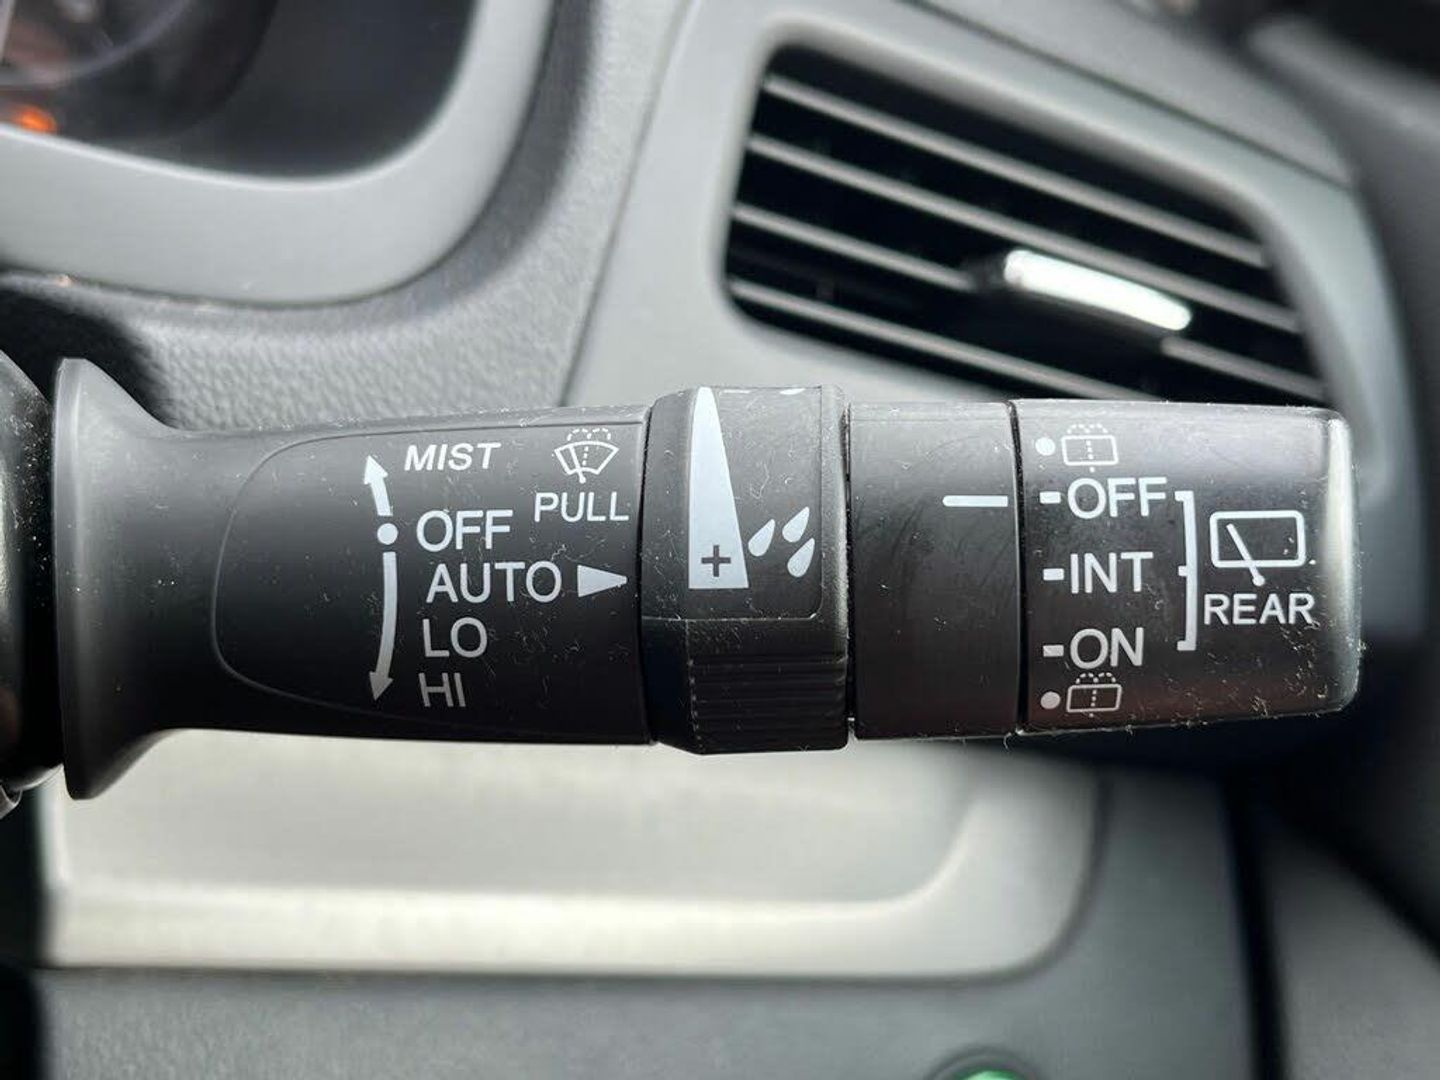 MIST
PULL
OFF
AUTO
LO
HI
+
OFF
INT
ON
REAR